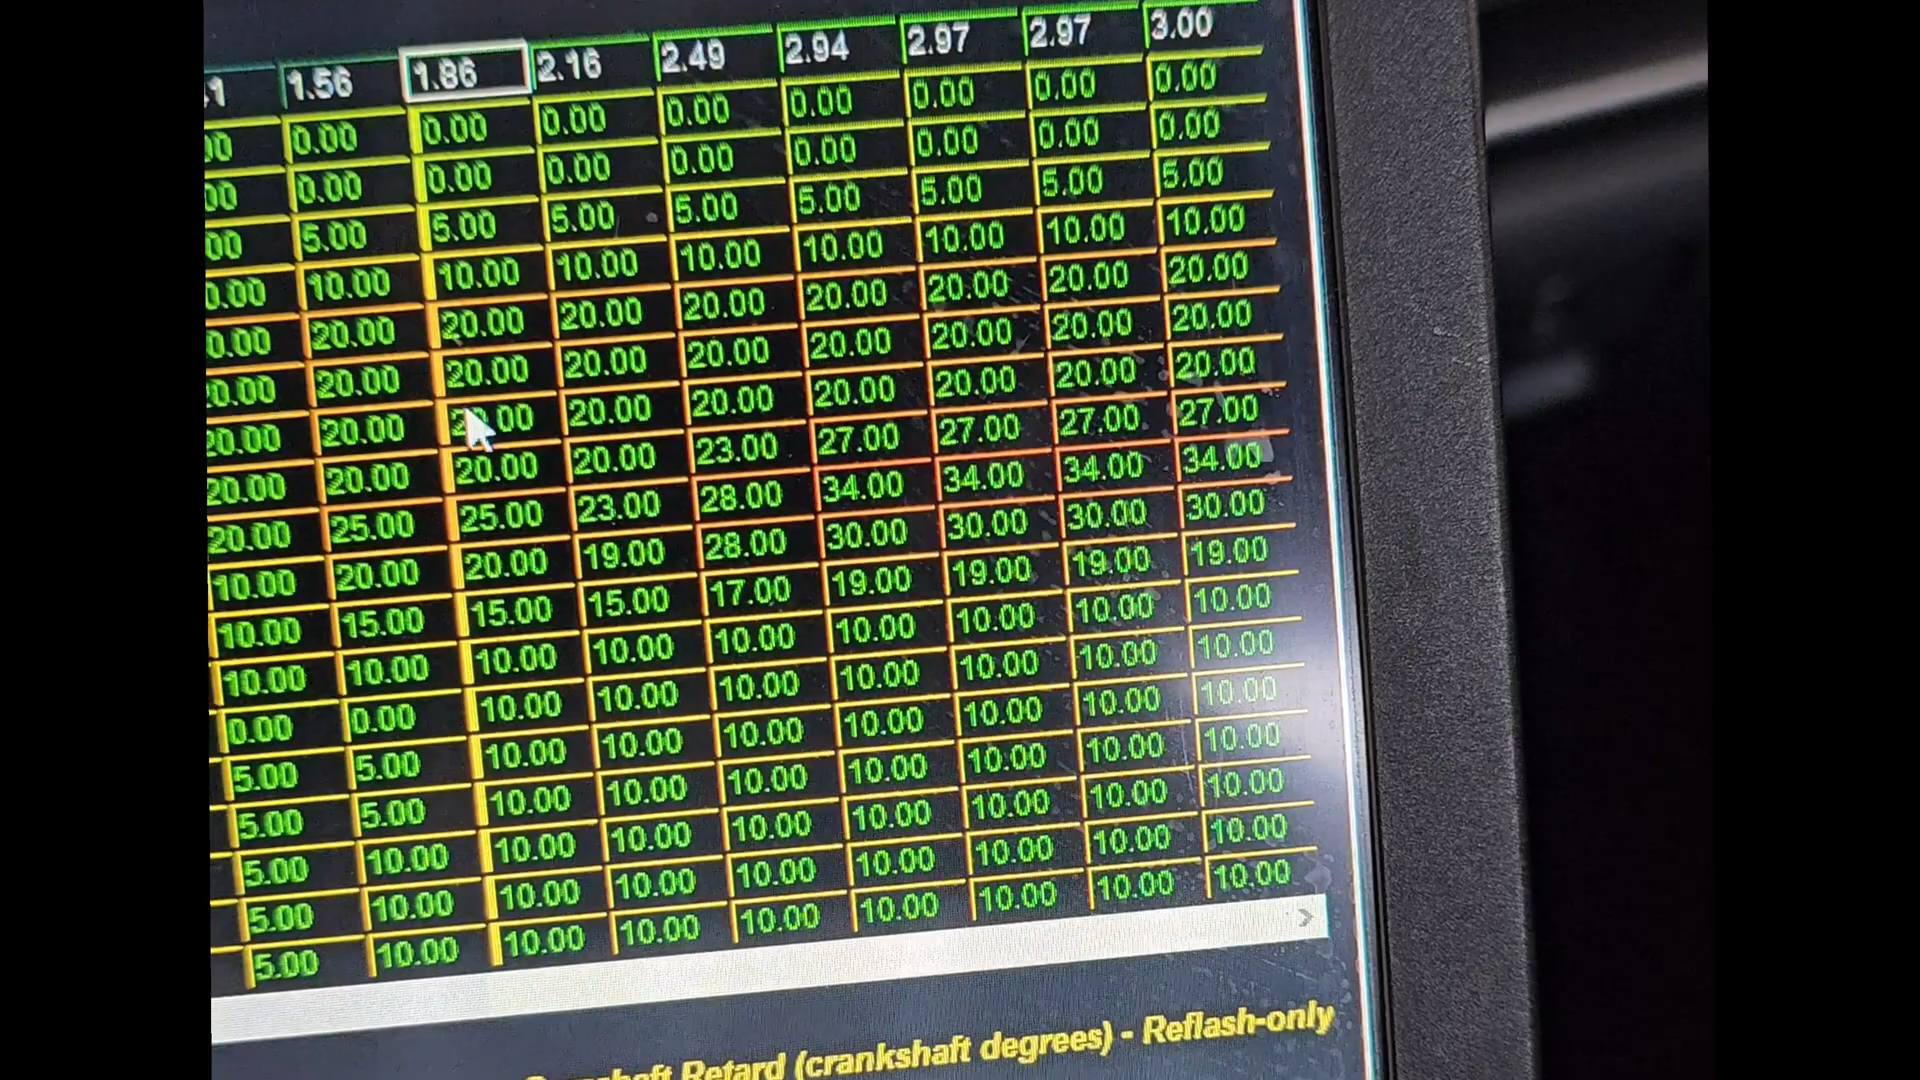 1.56 1.86 2.16 2.49 2.94 2.97 2.97 3.00
0.00 0.00 0.00 0.00 0.00 0.00 0.00 0.00
0.00 0.00 0.00 0.00 0.00 0.00 0.00 0.00
5.00 5.00 5.00 5.00 5.00 5.00 5.00 5.00
10.00 10.00 10.00 10.00 10.00 10.00 10.00 10.00
20.00 20.00 20.00 20.00 20.00 20.00 20.00 20.00
20.00 20.00 20.00 20.00 20.00 20.00 20.00 20.00
20.00 20.00 20.00 20.00 20.00 20.00 20.00 20.00
20.00 20.00 20.00 20.00 23.00 27.00 27.00 27.00 27.00
20.00 25.00 25.00 23.00 28.00 34.00 34.00 34.00 34.00
10.00 20.00 20.00 19.00 28.00 30.00 30.00 30.00 30.00
10.00 15.00 15.00 15.00 17.00 19.00 19.00 19.00 19.00
10.00 10.00 10.00 10.00 10.00 10.00 10.00 10.00 10.00
0.00 0.00 10.00 10.00 10.00 10.00 10.00 10.00 10.00
5.00 5.00 10.00 10.00 10.00 10.00 10.00 10.00 10.00
5.00 5.00 10.00 10.00 10.00 10.00 10.00 10.00 10.00
5.00 10.00 10.00 10.00 10.00 10.00 10.00 10.00 10.00
5.00 10.00 10.00 10.00 10.00 10.00 10.00 10.00 10.00
5.00 10.00 10.00 10.00 10.00 10.00 10.00 10.00 10.00
Retard (crankshaft degrees) - Reflash-only